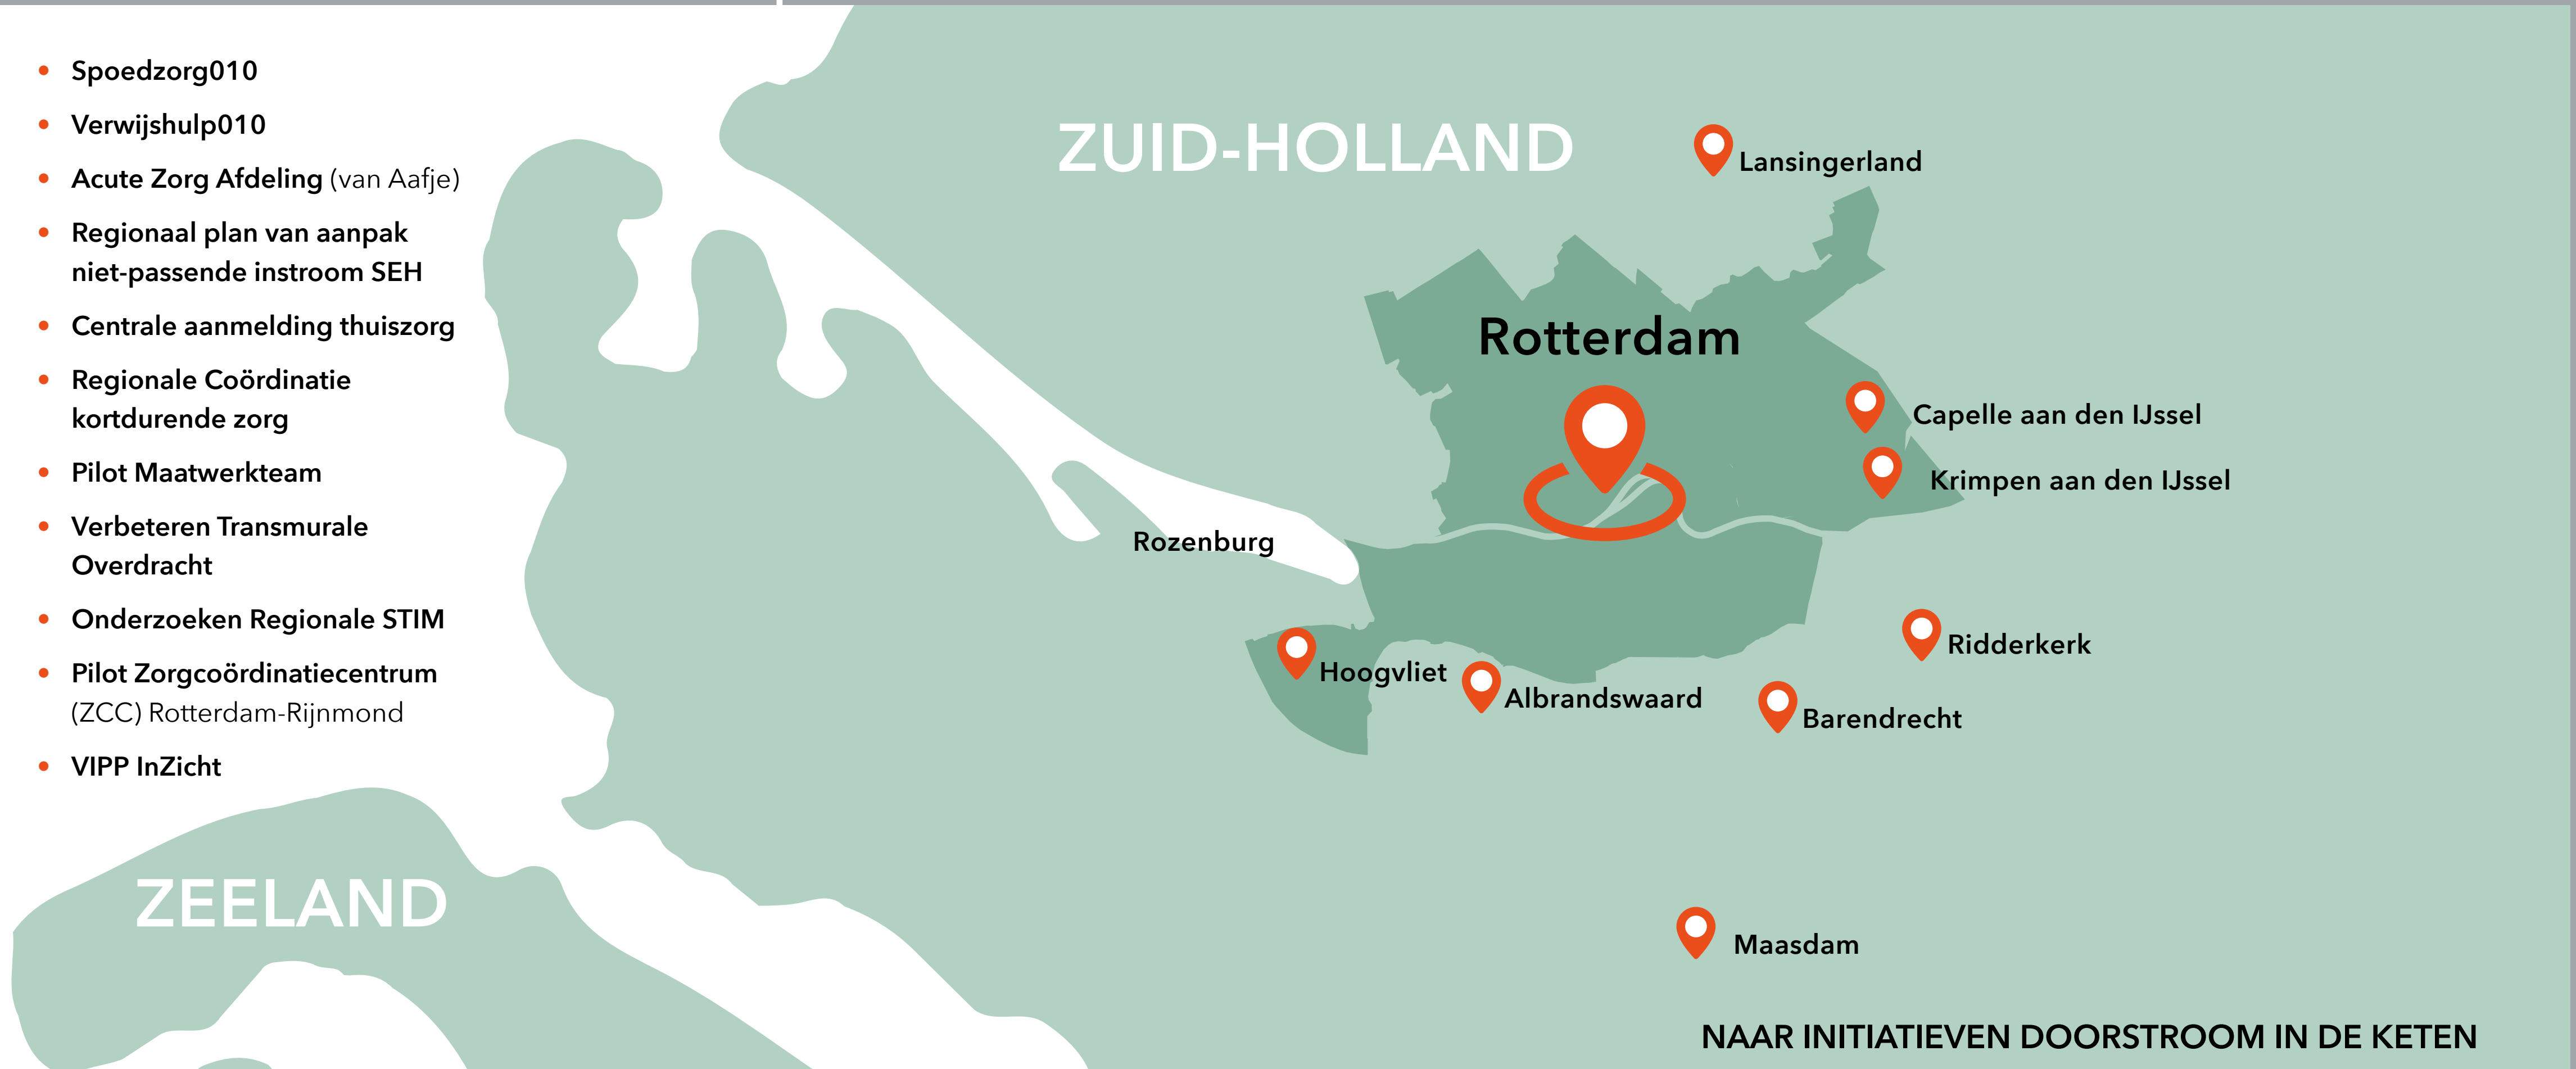 Spoedzorg010
Verwijshulp010
Acute Zorg Afdeling (van Aafje)
Regionaal plan van aanpak
niet-passende instroom SEH
Centrale aanmelding thuiszorg
Regionale Coördinatie
kortdurende zorg
Pilot Maatwerkteam
Verbeteren Transmurale
Overdracht
Onderzoeken Regionale STIM
Pilot Zorgcoördinatiecentrum
(ZCC) Rotterdam-Rijnmond
VIPP InZicht
ZUID-HOLLAND
Lansingerland
Rotterdam
Capelle aan den IJssel
Krimpen aan den IJssel
Rozenburg
Ridderkerk
Hoogvliet
Albrandswaard
Barendrecht
ZEELAND
Maasdam
NAAR INITIATIEVEN DOORSTROOM IN DE KETEN